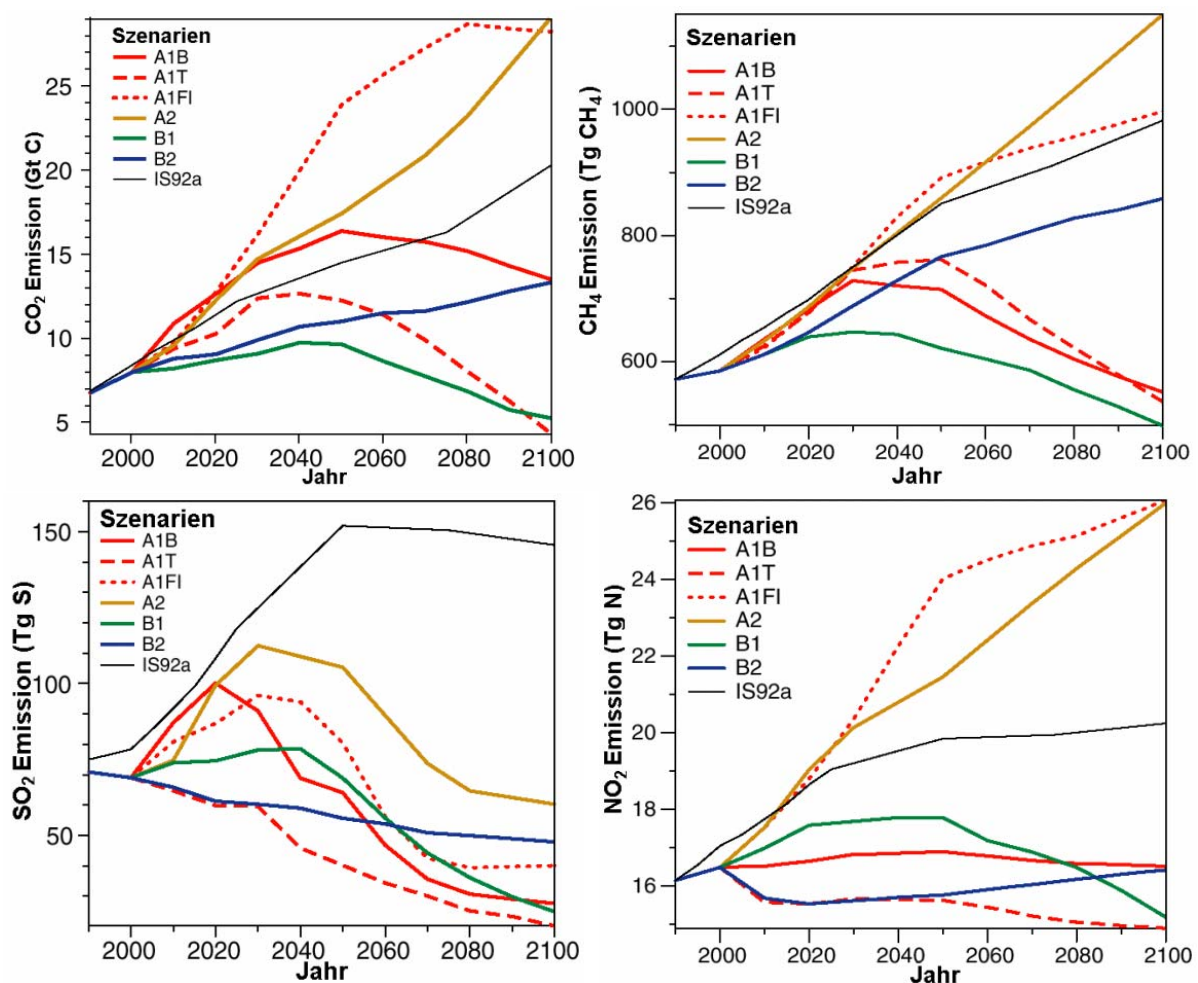 Szenarien
A1B
A1T
A1FI
A2
B1
B2
IS92a
CO₂ Emission (Gt C)
25
20
15
10
5
2000 2020 2040 2060 2080 2100
Jahr
Szenarien
A1B
A1T
A1FI
A2
B1
B2
IS92a
CH₄ Emission (Tg CH₄)
1000
800
600
2000 2020 2040 2060 2080 2100
Jahr
Szenarien
A1B
A1T
A1FI
A2
B1
B2
IS92a
SO₂ Emission (Tg S)
150
100
50
2000 2020 2040 2060 2080 2100
Jahr
Szenarien
A1B
A1T
A1FI
A2
B1
B2
IS92a
NO₂ Emission (Tg N)
26
24
22
20
18
16
2000 2020 2040 2060 2080 2100
Jahr